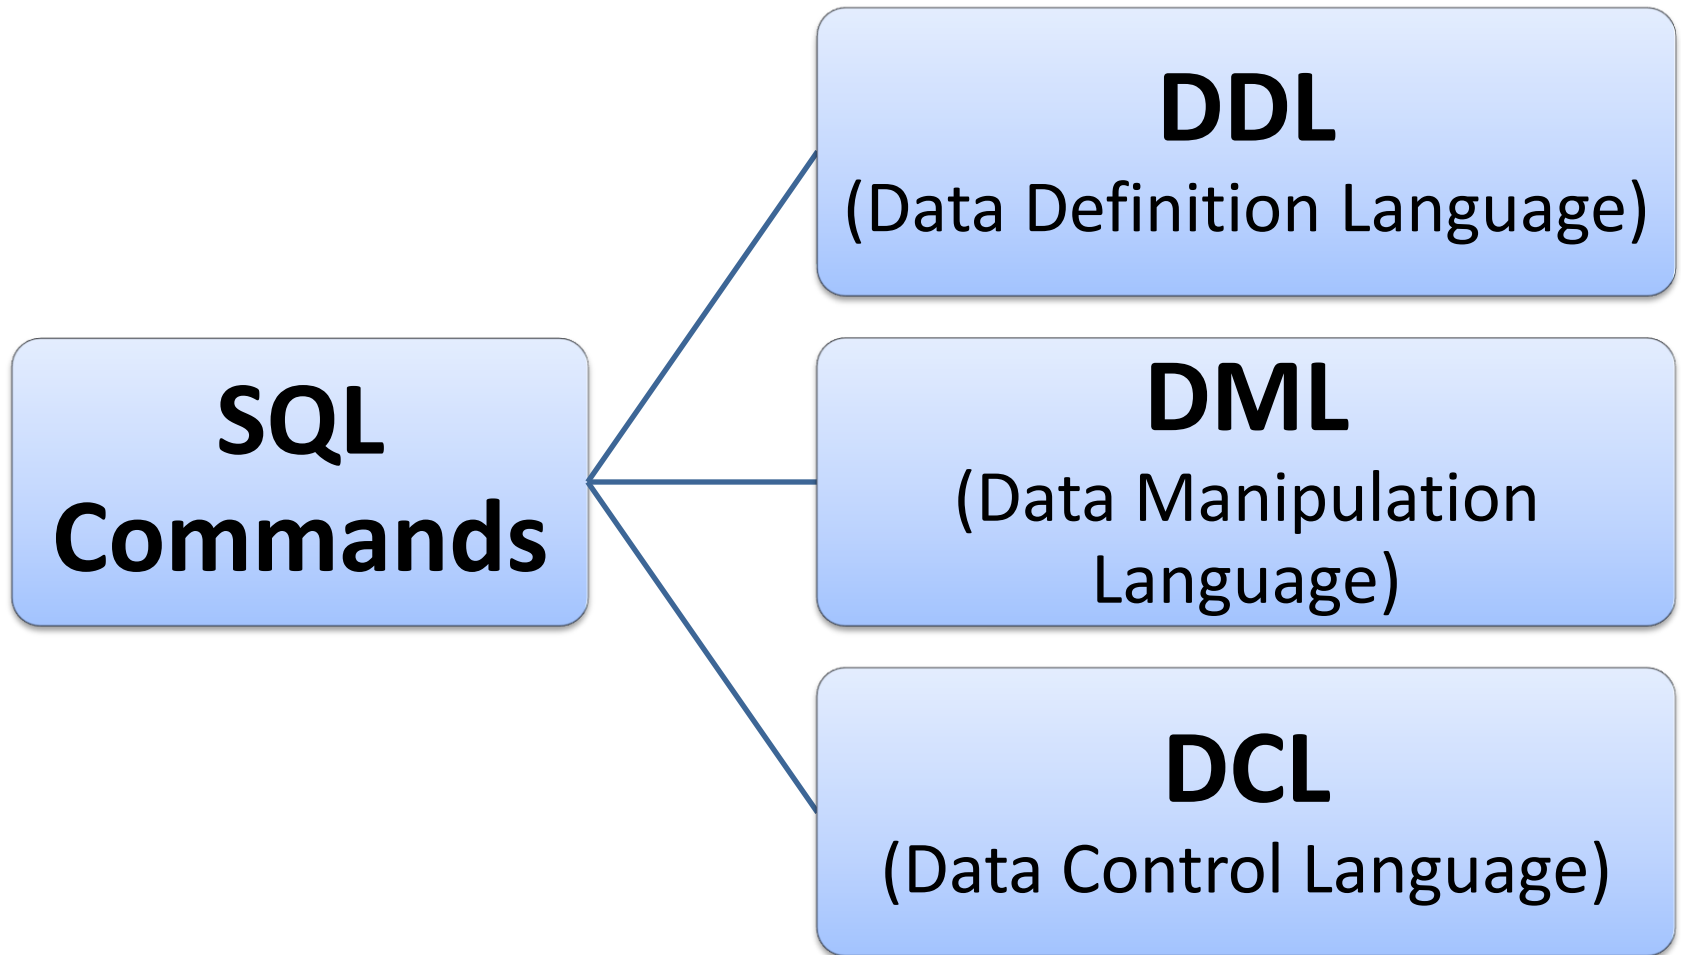 SQL
Commands
DDL
(Data Definition Language)
DML
(Data Manipulation
Language)
DCL
(Data Control Language)